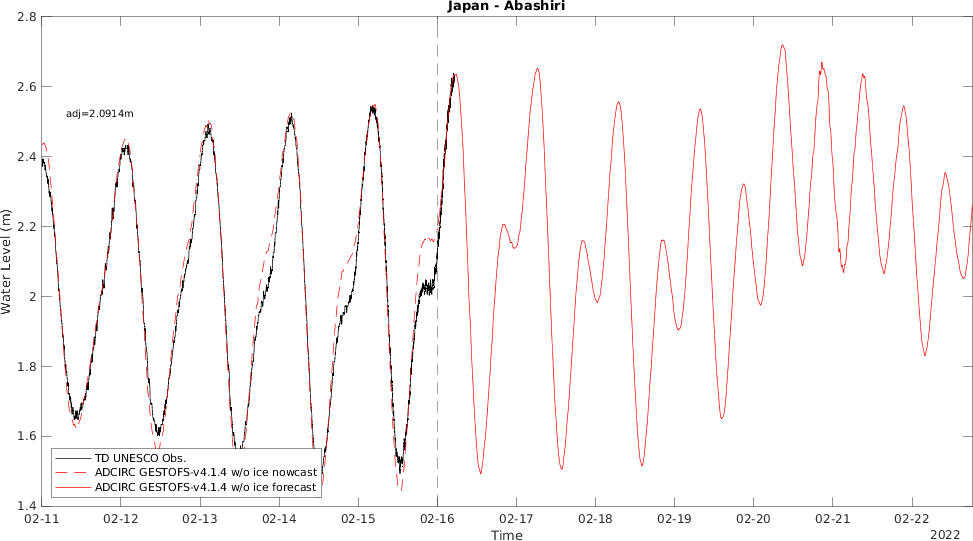 Japan - Abashiri
2.8
2.6
2.4
2.2
2
1.8
1.6
1.4
Water Level (m)
adj=2.0914m
TD UNESCO Obs.
ADCIRC GESTOFS-v4.1.4 w/o ice nowcast
ADCIRC GESTOFS-v4.1.4 w/o ice forecast
02-11 02-12 02-13 02-14 02-15 02-16 02-17 02-18 02-19 02-20 02-21 02-22
Time
2022